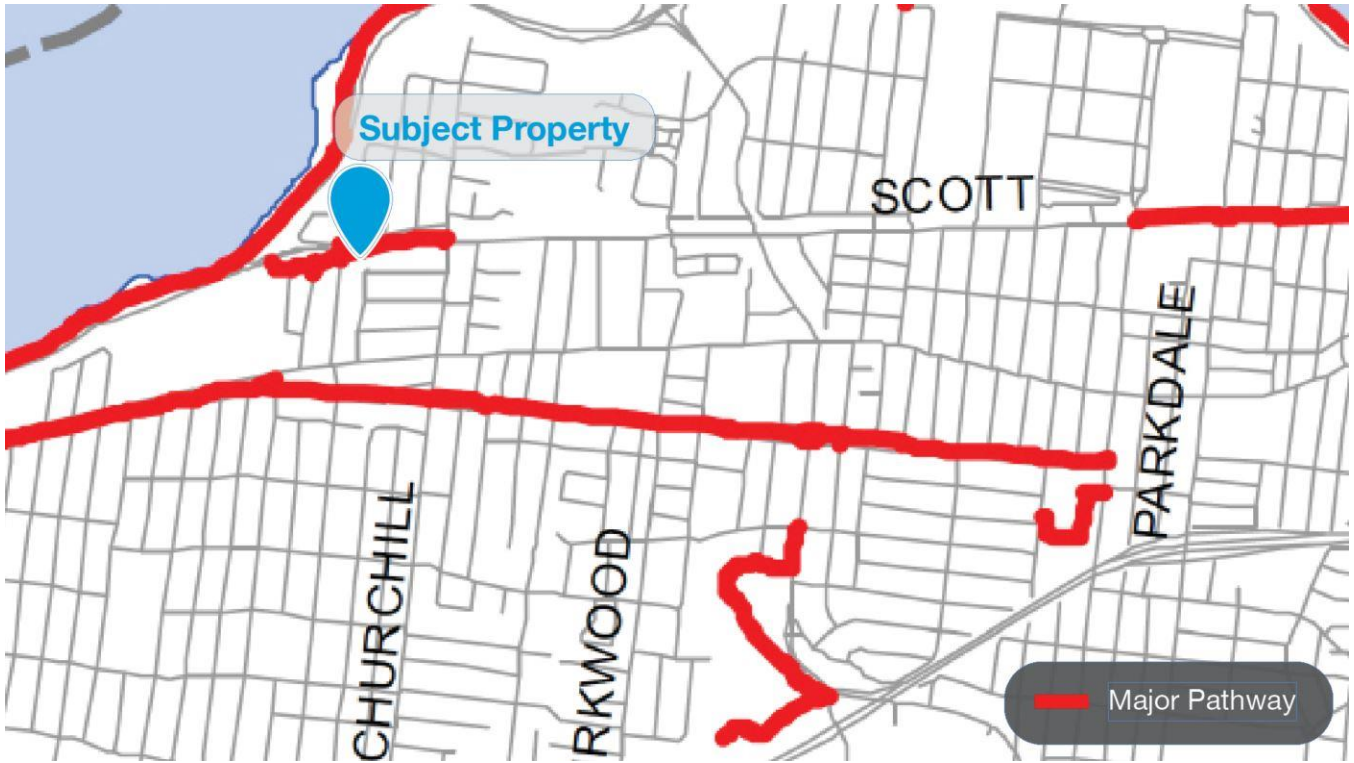 Subject Property
SCOTT
PARKDALE
CHURCHILL
RKWOOD
Major Pathway